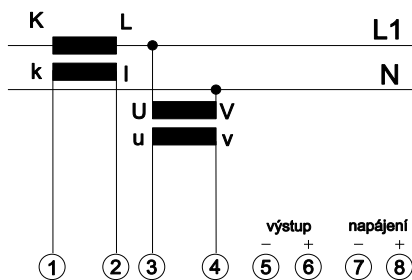 K L L1
k l N
U V
u v
výstup napájení
− + − +
1 2 3 4 5 6 7 8